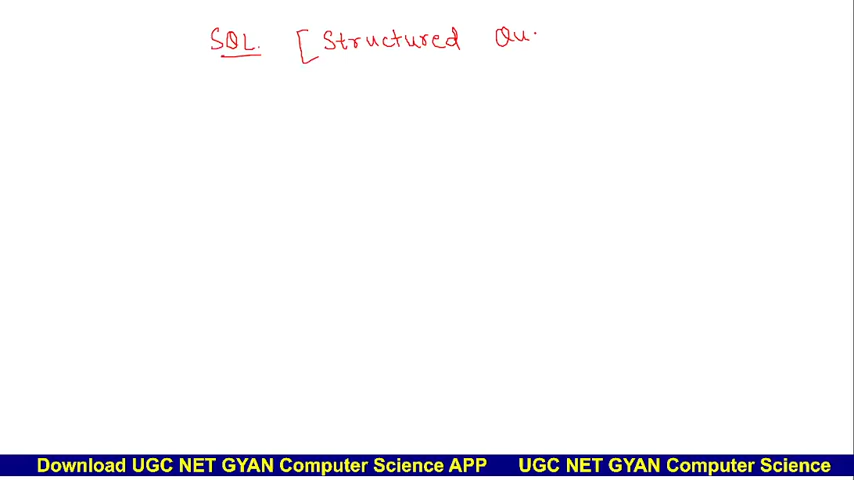 SQL. [Structured Qu.
Download UGC NET GYAN Computer Science APP UGC NET GYAN Computer Science